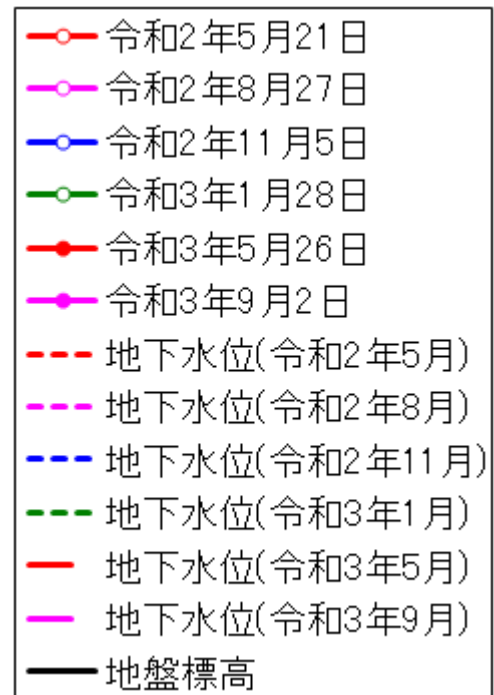 令和2年5月21日
令和2年8月27日
令和2年11月5日
令和3年1月28日
令和3年5月26日
令和3年9月2日
地下水位(令和2年5月)
地下水位(令和2年8月)
地下水位(令和2年11月)
地下水位(令和3年1月)
地下水位(令和3年5月)
地下水位(令和3年9月)
地盤標高